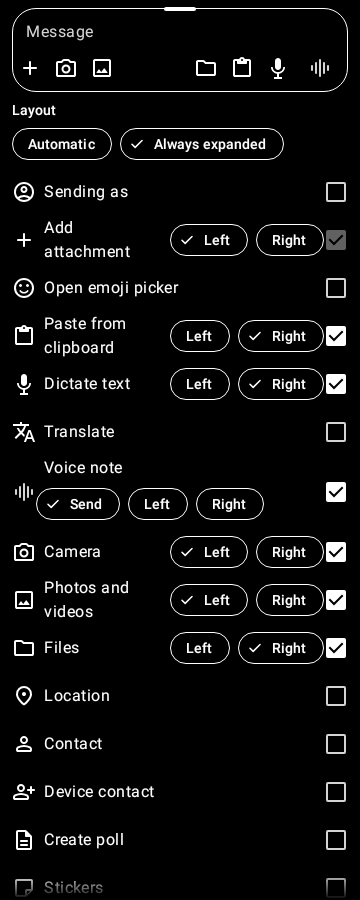 Message
Layout
Automatic
Always expanded
Sending as
Add
attachment
Left
Right
Open emoji picker
Paste from
clipboard
Left
Right
Dictate text
Left
Right
Translate
Voice note
Send
Left
Right
Camera
Left
Right
Photos and
videos
Left
Right
Files
Left
Right
Location
Contact
Device contact
Create poll
Stickers